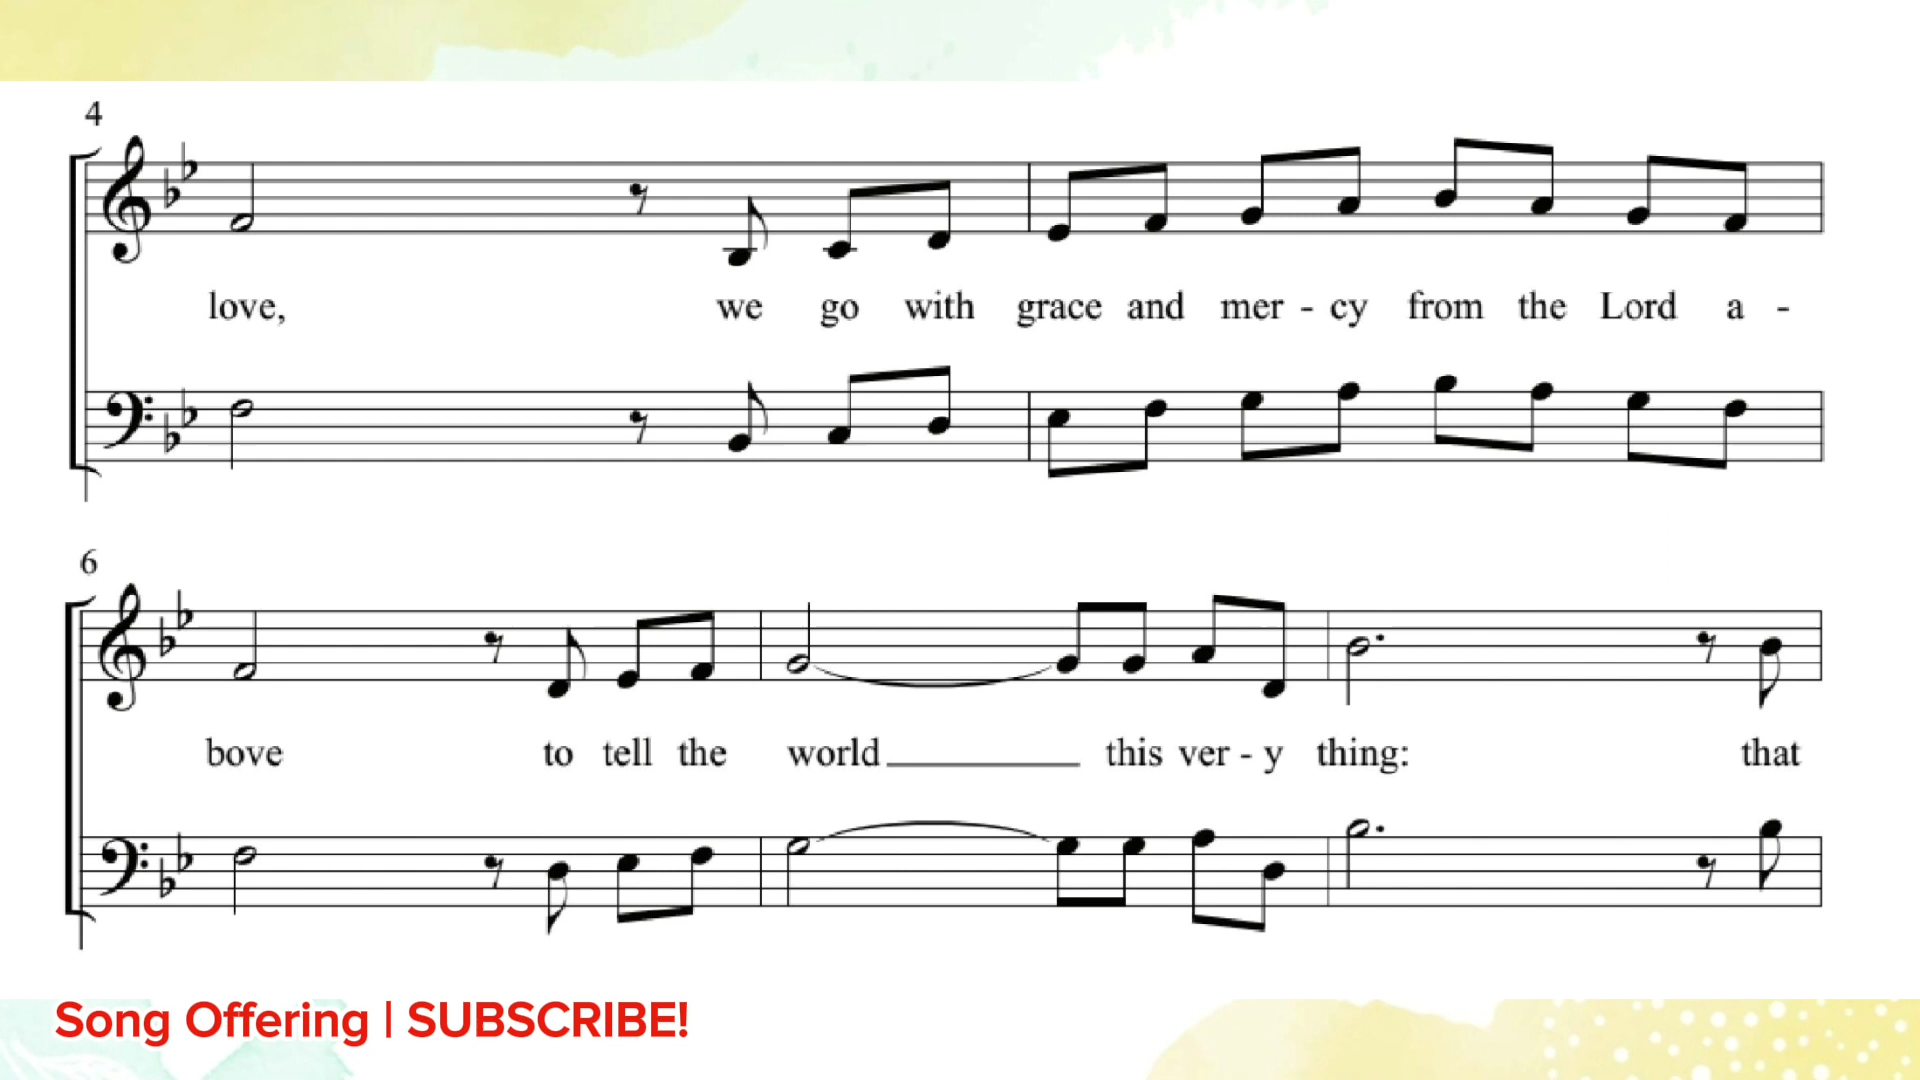 4
love, we go with grace and mer - cy from the Lord a -
6
bove to tell the world this ver - y thing: that
Song Offering | SUBSCRIBE!